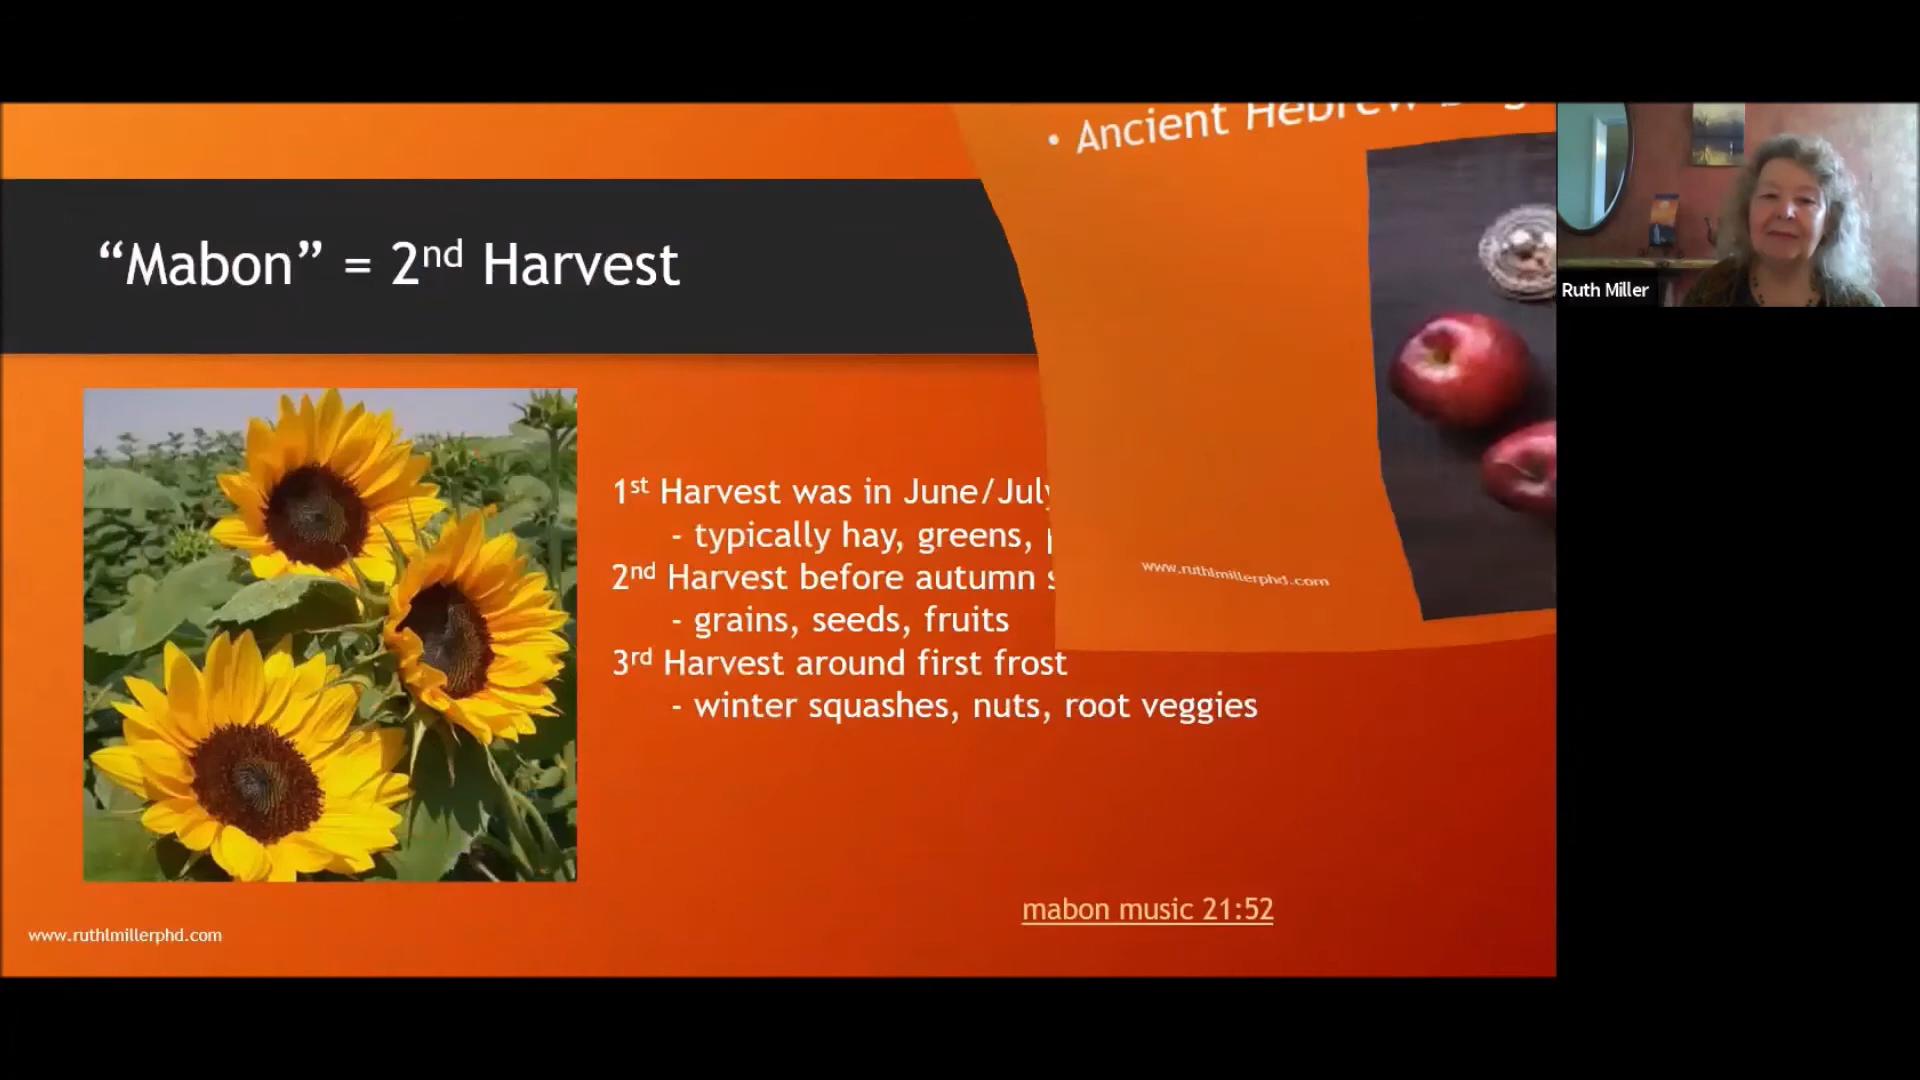 • Ancient Hebrew
“Mabon” = 2nd Harvest
Ruth Miller
1st Harvest was in June/July
- typically hay, greens,
2nd Harvest before autumn
- grains, seeds, fruits
3rd Harvest around first frost
- winter squashes, nuts, root veggies
www.ruthlmillerphd.com
mabon music 21:52
www.ruthlmillerphd.com